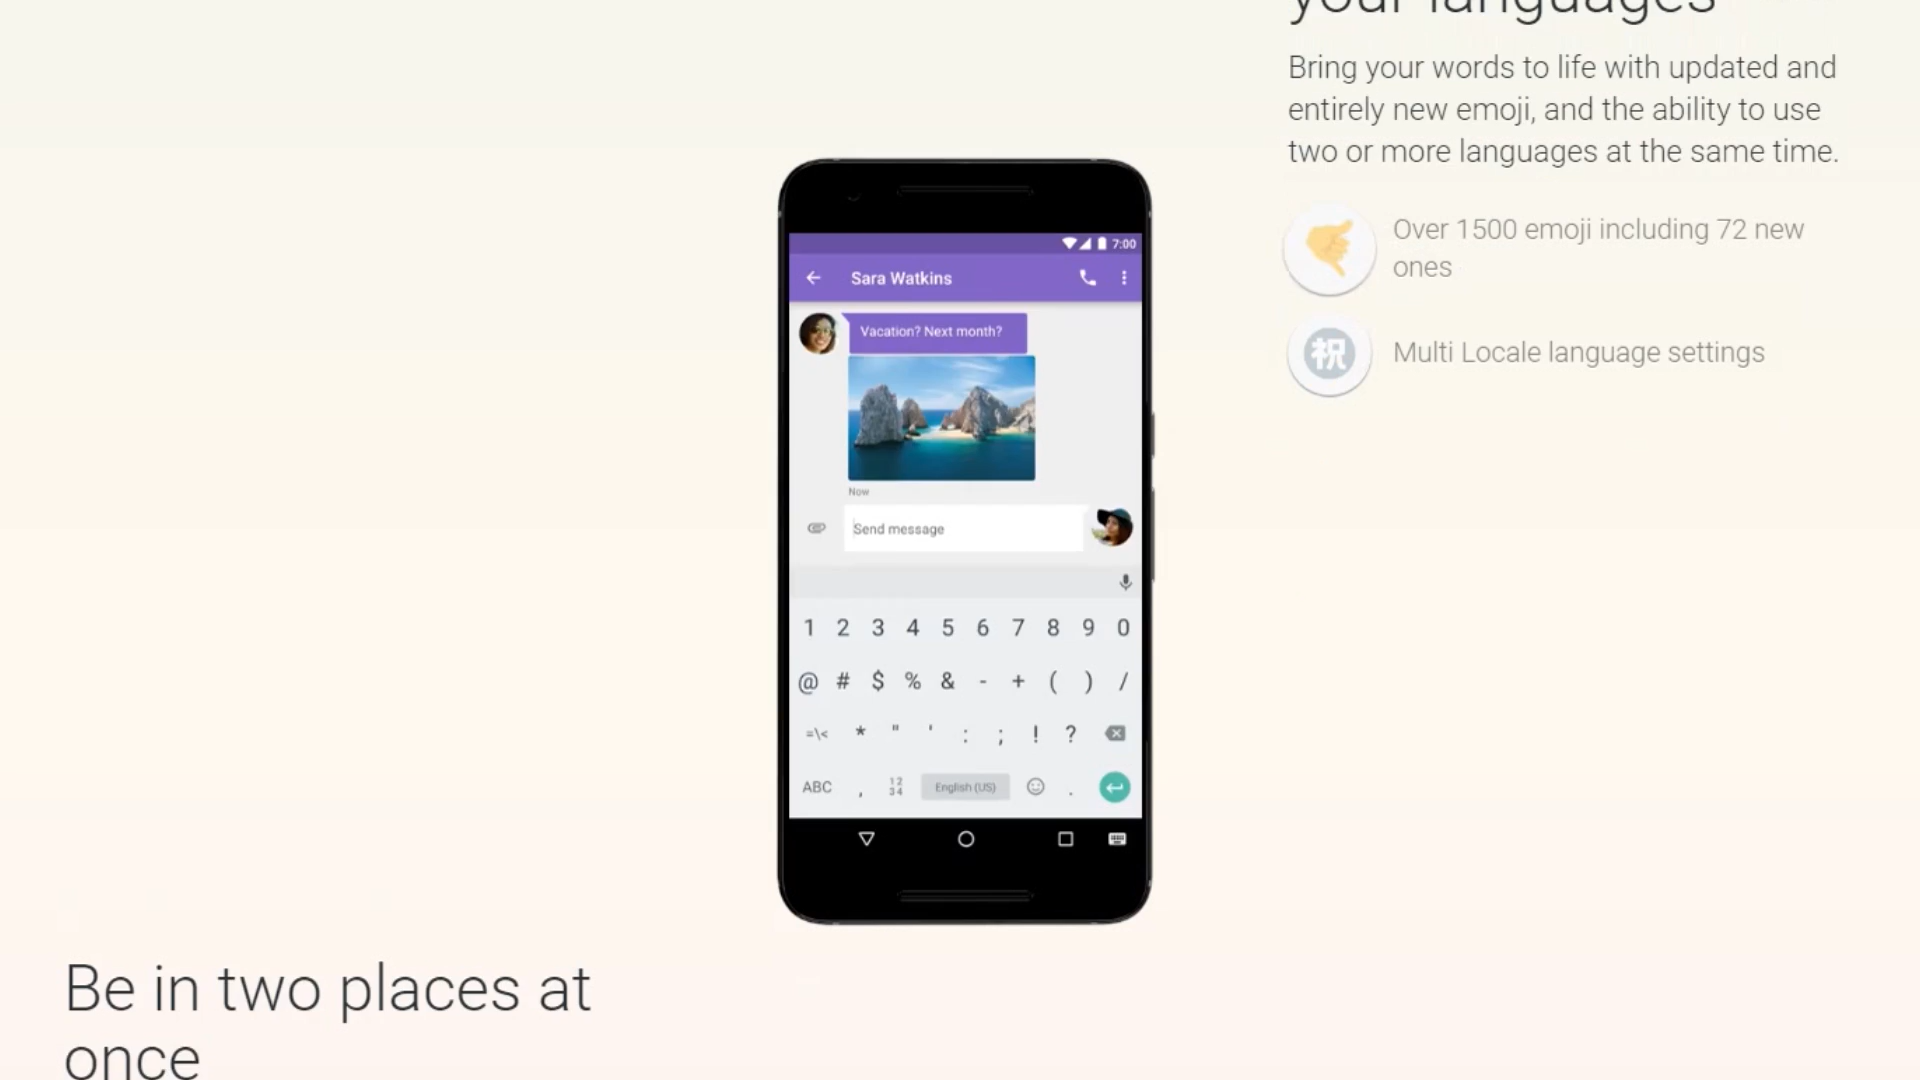 your languages
Bring your words to life with updated and
entirely new emoji, and the ability to use
two or more languages at the same time.
Over 1500 emoji including 72 new
ones
祝
Multi Locale language settings
7:00
Sara Watkins
Vacation? Next month?
Now
Send message
1 2 3 4 5 6 7 8 9 0
@ # $ % & - + ( ) /
=\< * " ' : ; ! ?
ABC , 12 34 English (US) .
Be in two places at
once